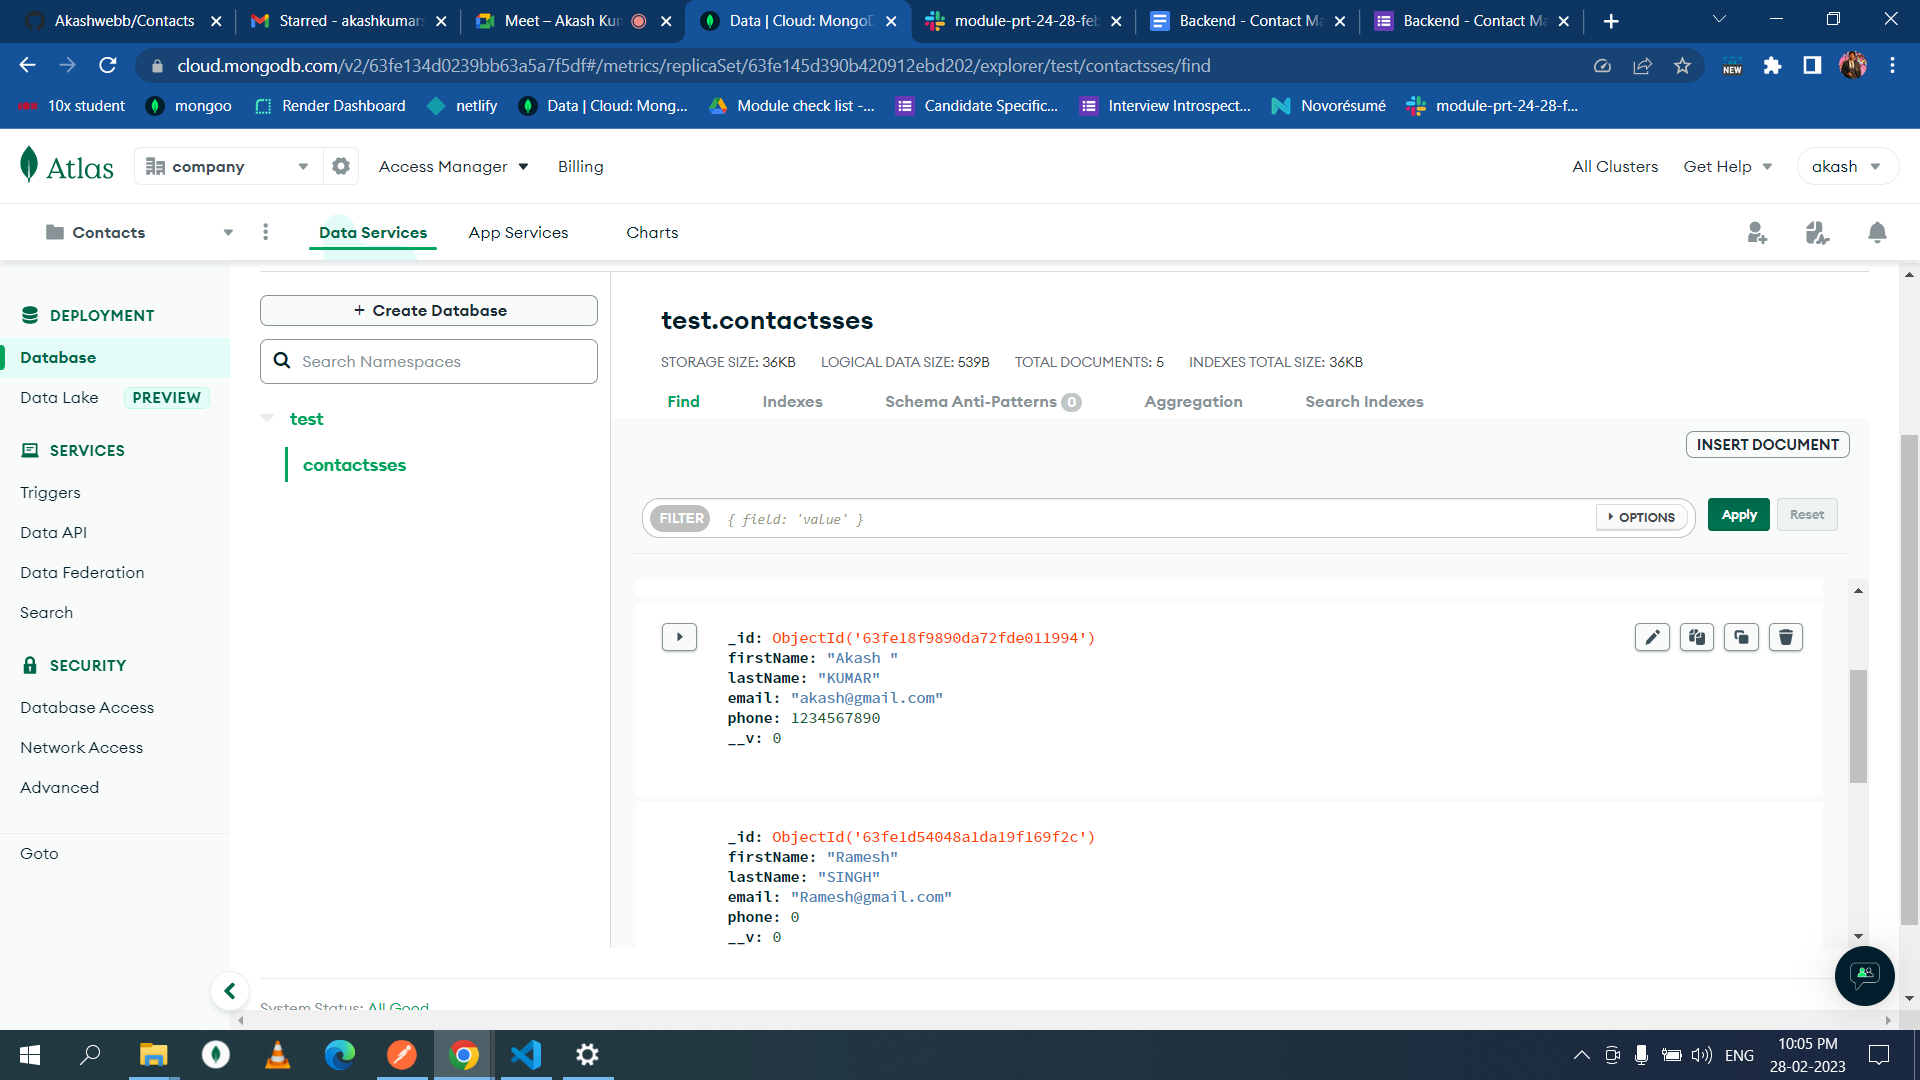 Akashwebb/Contacts
Starred - akashkumars
Meet – Akash Kun
Data | Cloud: MongoD
module-prt-24-28-feb
Backend - Contact Ma
Backend - Contact Ma
cloud.mongodb.com/v2/63fe134d0239bb63a5a7f5df#/metrics/replicaSet/63fe145d390b420912ebd202/explorer/test/contactsses/find
NEW
10x student
mongoo
Render Dashboard
netlify
Data | Cloud: Mong...
Module check list -...
Candidate Specific...
Interview Introspect...
Novorésumé
module-prt-24-28-f...
Atlas
company
Access Manager
Billing
All Clusters
Get Help
akash
Contacts
Data Services
App Services
Charts
DEPLOYMENT
Database
Data Lake PREVIEW
SERVICES
Triggers
Data API
Data Federation
Search
SECURITY
Database Access
Network Access
Advanced
Goto
+ Create Database
Search Namespaces
test
contactsses
test.contactsses
STORAGE SIZE: 36KB LOGICAL DATA SIZE: 539B TOTAL DOCUMENTS: 5 INDEXES TOTAL SIZE: 36KB
Find Indexes Schema Anti-Patterns 0 Aggregation Search Indexes
INSERT DOCUMENT
FILTER { field: 'value' } OPTIONS Apply Reset
_id: ObjectId('63fe18f9890da72fde011994')
firstName: "Akash "
lastName: "KUMAR"
email: "akash@gmail.com"
phone: 1234567890
__v: 0
_id: ObjectId('63fe1d54048a1da19f169f2c')
firstName: "Ramesh"
lastName: "SINGH"
email: "Ramesh@gmail.com"
phone: 0
__v: 0
System Status: All Good
ENG
10:05 PM
28-02-2023